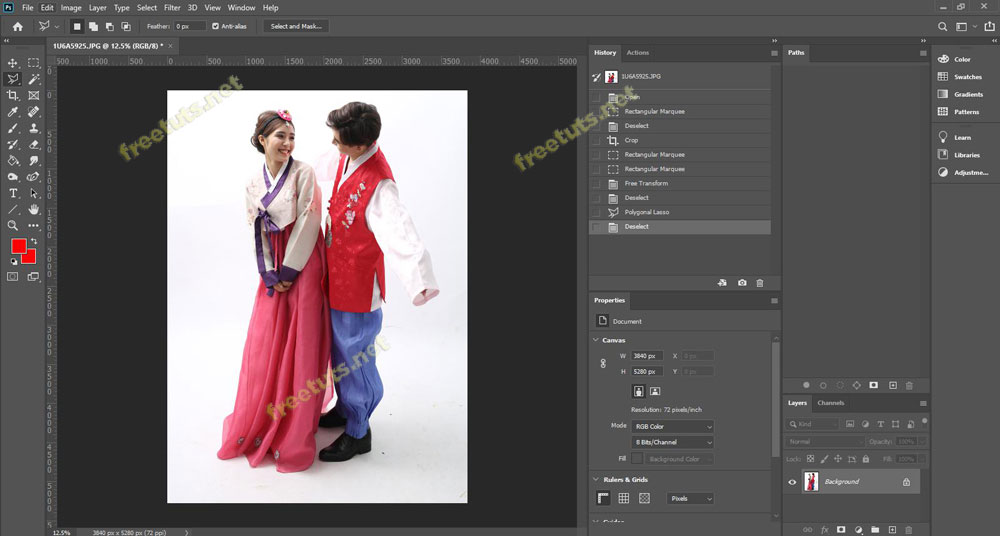 Ps File Edit Image Layer Type Select Filter 3D View Window Help
Feather: 0 px Anti-alias Select and Mask...
1U6A5925.JPG @ 12.5% (RGB/8) *
500 0 500 1000 1500 2000 2500 3000 3500 4000 4500 5000
freetuts.net
freetuts.net
freetuts.net
12.5% 3840 px x 5280 px (72 ppi)
History Actions
1U6A5925.JPG
Open
Rectangular Marquee
Deselect
Crop
Rectangular Marquee
Rectangular Marquee
Free Transform
Deselect
Polygonal Lasso
Deselect
Properties
Document
Canvas
W 3840 px X 0 px
H 5280 px Y 0 px
Resolution: 72 pixels/inch
Mode RGB Color
8 Bits/Channel
Fill Background Color
Rulers & Grids
Pixels
Guides
Paths
Layers Channels
Kind
Normal Opacity: 100%
Lock: Fill: 100%
Background
Color
Swatches
Gradients
Patterns
Learn
Libraries
Adjustme...